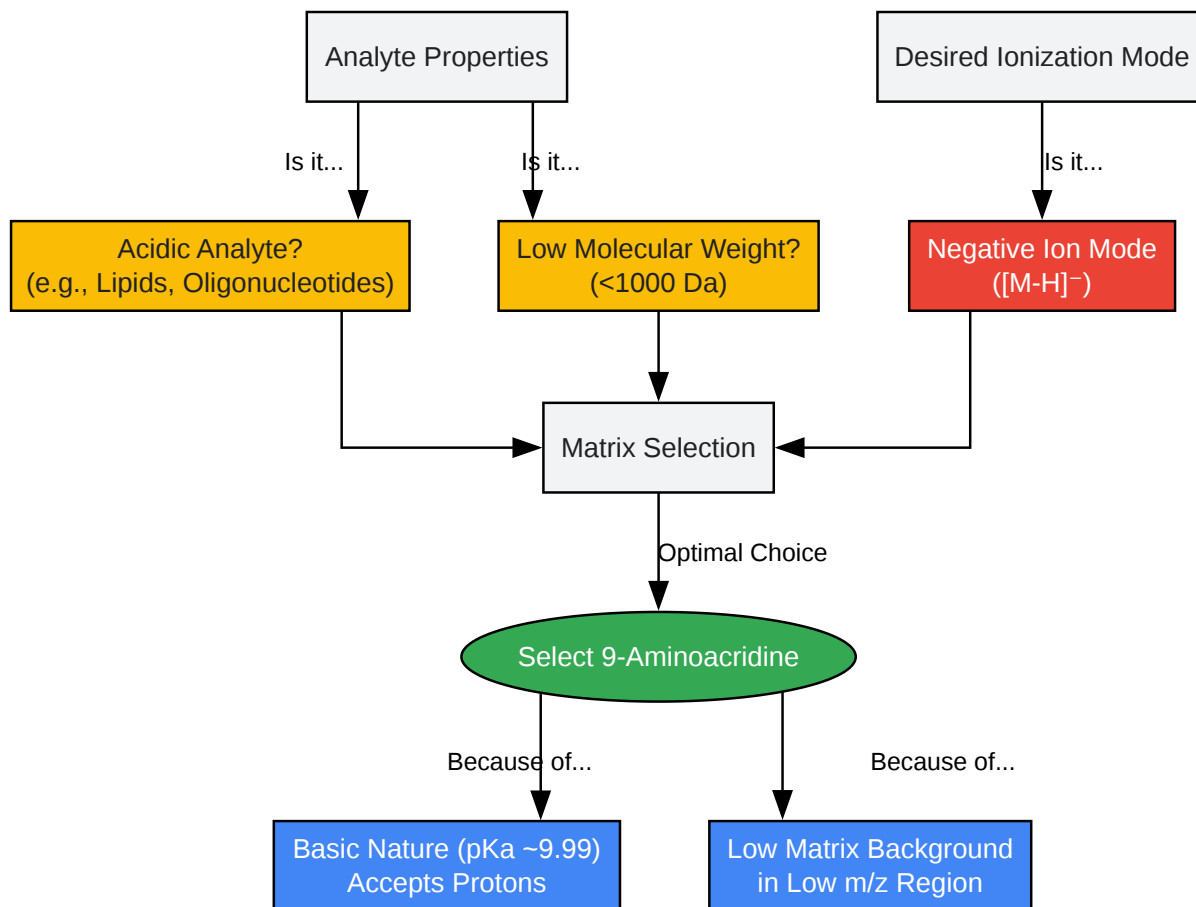 Analyte Properties
Desired Ionization Mode
Is it...
Is it...
Is it...
Acidic Analyte?
(e.g., Lipids, Oligonucleotides)
Low Molecular Weight?
(<1000 Da)
Negative Ion Mode
([M-H]⁻)
Matrix Selection
Optimal Choice
Select 9-Aminoacridine
Because of...
Because of...
Basic Nature (pKa ~9.99)
Accepts Protons
Low Matrix Background
in Low m/z Region